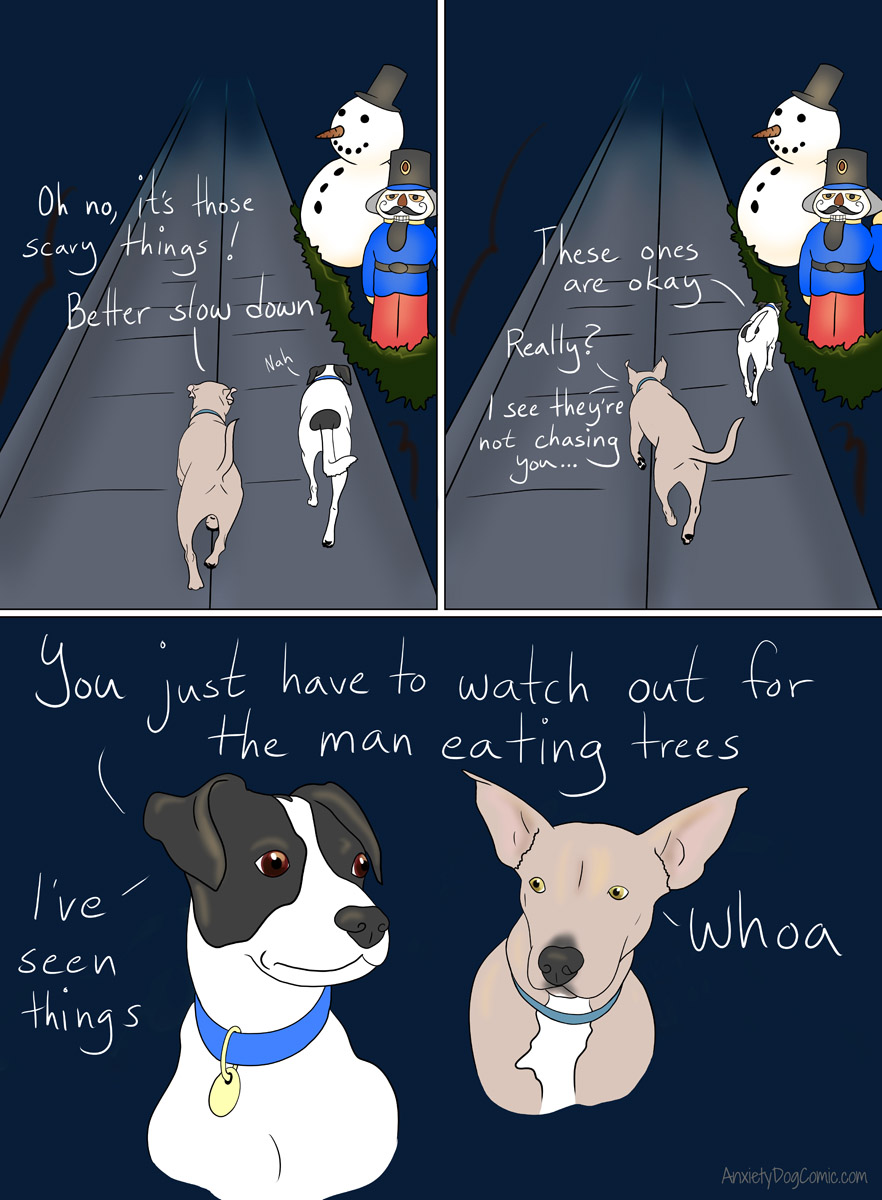 Oh no, it's those
scary things!
Better slow down
Nah
These ones
are okay
Really?
I see they're
not chasing
you...
You just have to watch out for
the man eating trees
I've
seen
things
Whoa
AnxietyDogComic.com